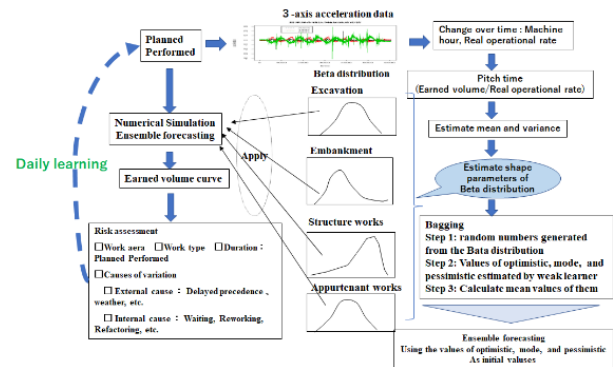 3-axis acceleration data
Planned
Performed
Change over time : Machine
hour, Real operational rate
Beta distribution
Pitch time
(Earned volume/Real operational rate)
Excavation
Numerical Simulation
Ensemble forecasting
Estimate mean and variance
Daily learning
Apply
Embankment
Earned volume curve
Estimate shape
parameters of
Beta distribution
Structure works
Risk assessment
☐Work aera ☐Work type ☐Duration :
Planned Performed
☐Causes of variation
☐External cause : Delayed precedence 、
weather, etc.
☐Internal cause : Waiting, Reworking,
Refactoring, etc.
Appurtenant works
Bagging
Step 1: random numbers generated
from the Bata distribution
Step 2: Values of optimistic, mode, and
pessimistic estimated by weak learner
Step 3: Calculate mean values of them
Ensemble forecasting
Using the values of optimistic, mode, and pessimistic
As initial valuses